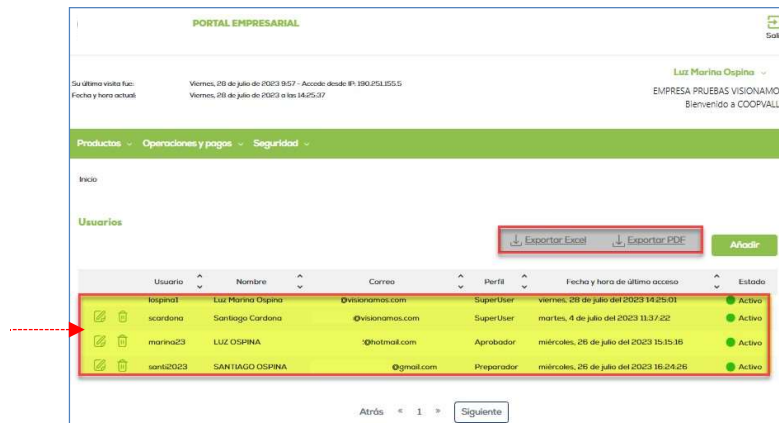 PORTAL EMPRESARIAL
Sali
Luz Marina Ospina
Su última visita fue: Viernes, 28 de julio de 2023 9:57 - Accede desde IP: 190.251.155.5
Fecha y hora actual: Viernes, 28 de julio de 2023 a las 14:25:37
EMPRESA PRUEBAS VISIONAMO
Bienvenido a COOPVALL
Productos Operaciones y pagos Seguridad
Inicio
Usuarios
Exportar Excel Exportar PDF Añadir
Usuario Nombre Correo Perfil Fecha y hora de último acceso Estado
lospina1 Luz Marina Ospina @visionamos.com SuperUser viernes, 28 de julio del 2023 14:25:01 Activo
scardona Santiago Cardona @visionamos.com SuperUser martes, 4 de julio del 2023 11:37:22 Activo
marina23 LUZ OSPINA @hotmail.com Aprobador miércoles, 26 de julio del 2023 15:15:16 Activo
santi2023 SANTIAGO OSPINA @gmail.com Preparador miércoles, 26 de julio del 2023 16:24:26 Activo
Atrás « 1 » Siguiente